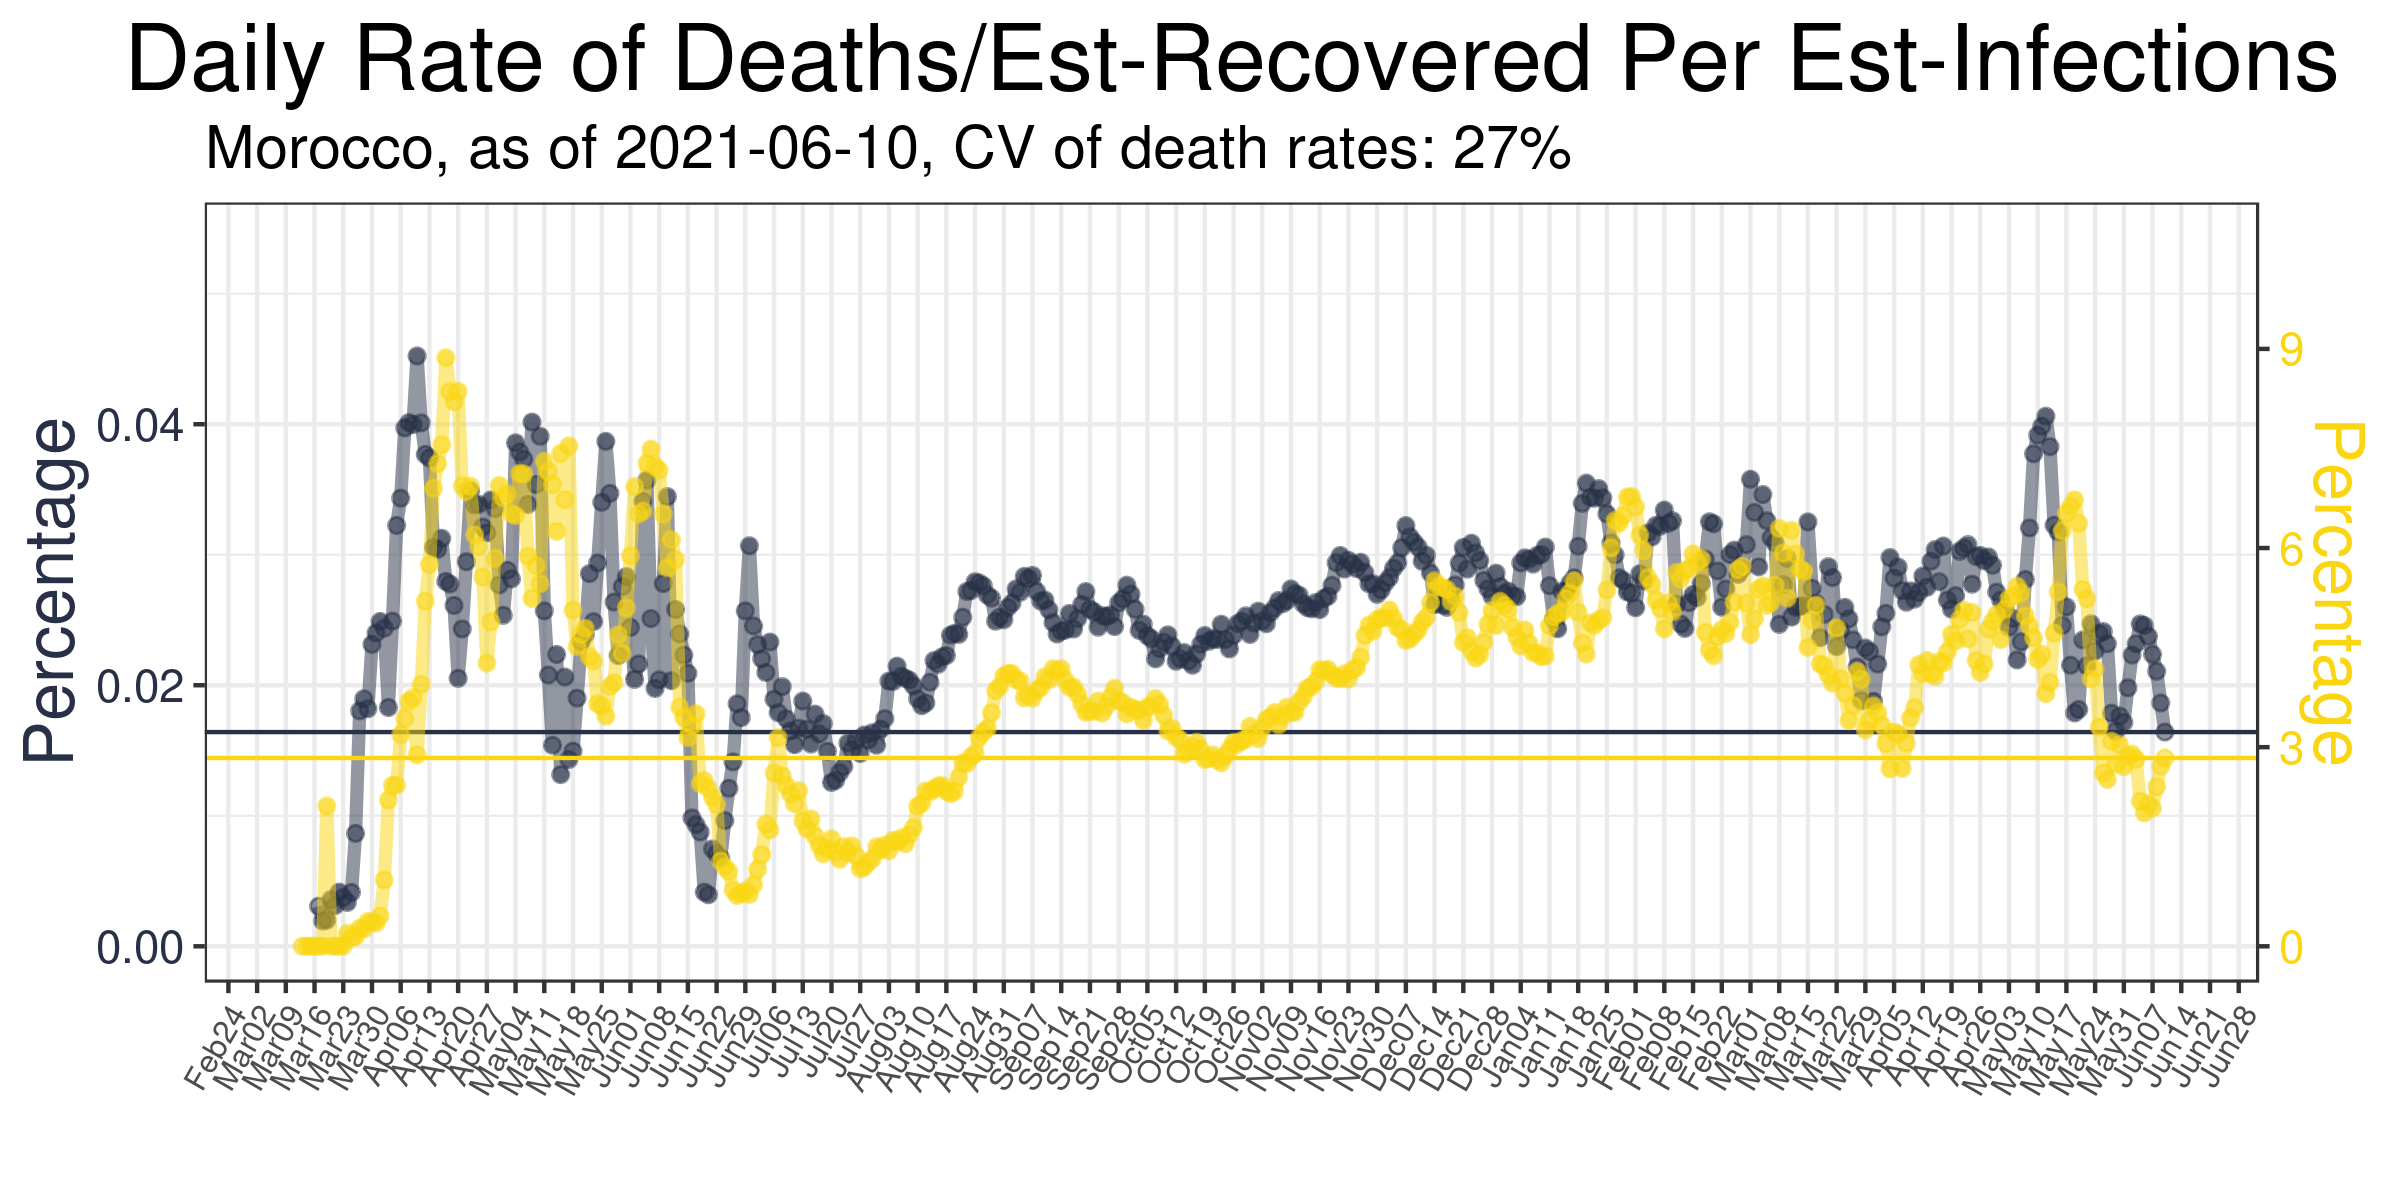 Daily Rate of Deaths/Est-Recovered Per Est-Infections
Morocco, as of 2021-06-10, CV of death rates: 27%
Percentage
0.04
0.02
0.00
9
6
3
0
Percentage
Feb24
Mar02
Mar09
Mar16
Mar23
Mar30
Apr06
Apr13
Apr20
Apr27
May04
May11
May18
May25
Jun01
Jun08
Jun15
Jun22
Jun29
Jul06
Jul13
Jul20
Jul27
Aug03
Aug10
Aug17
Aug24
Aug31
Sep07
Sep14
Sep21
Sep28
Oct05
Oct12
Oct19
Oct26
Nov02
Nov09
Nov16
Nov23
Nov30
Dec07
Dec14
Dec21
Dec28
Jan04
Jan11
Jan18
Jan25
Feb01
Feb08
Feb15
Feb22
Mar01
Mar08
Mar15
Mar22
Mar29
Apr05
Apr12
Apr19
Apr26
May03
May10
May17
May24
May31
Jun07
Jun14
Jun21
Jun28